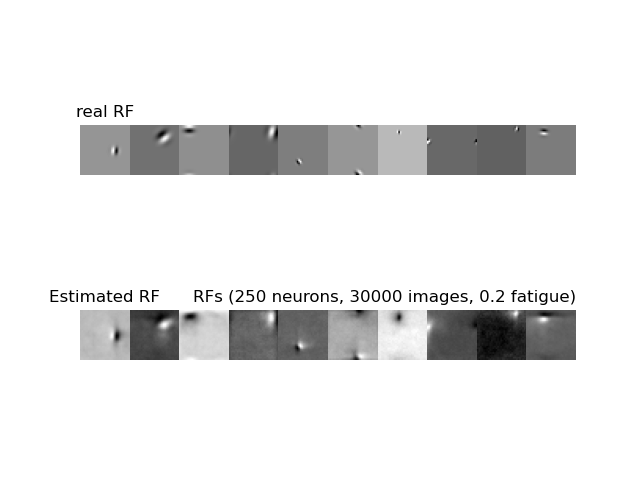 real RF
Estimated RF
RFs (250 neurons, 30000 images, 0.2 fatigue)